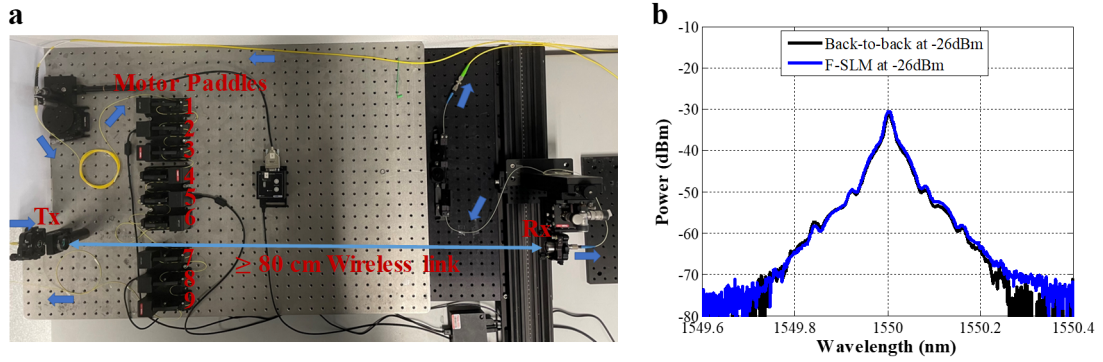 a
Motor Paddles
1
2
3
4
5
6
7
8
9
Tx
Rx
≥ 80 cm Wireless link
b
Back-to-back at -26dBm
F-SLM at -26dBm
-10
-20
-30
-40
-50
-60
-70
-80
Power (dBm)
1549.6 1549.8 1550 1550.2 1550.4
Wavelength (nm)